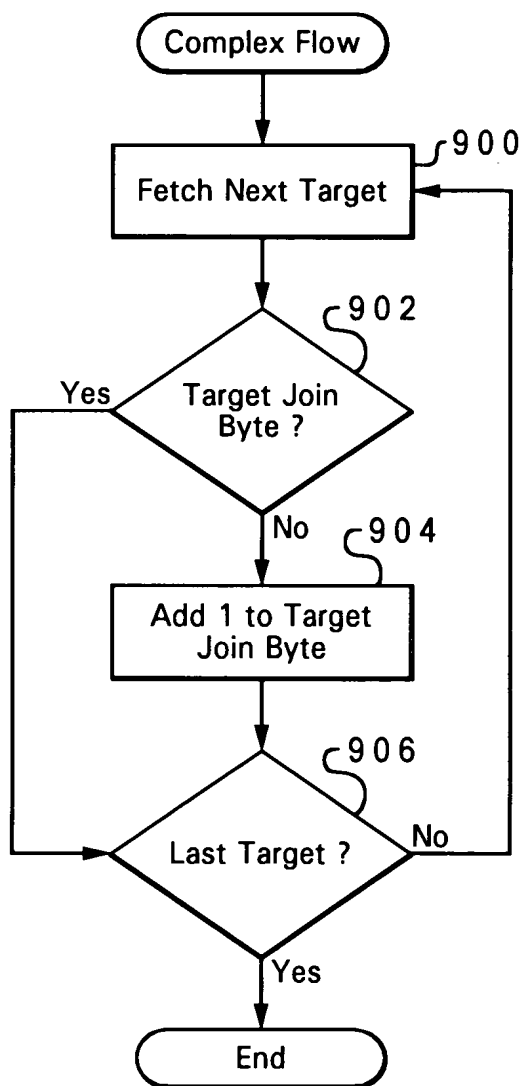 Complex Flow
900
Fetch Next Target
902
Yes
Target Join
Byte ?
No
904
Add 1 to Target
Join Byte
906
Last Target ?
No
Yes
End